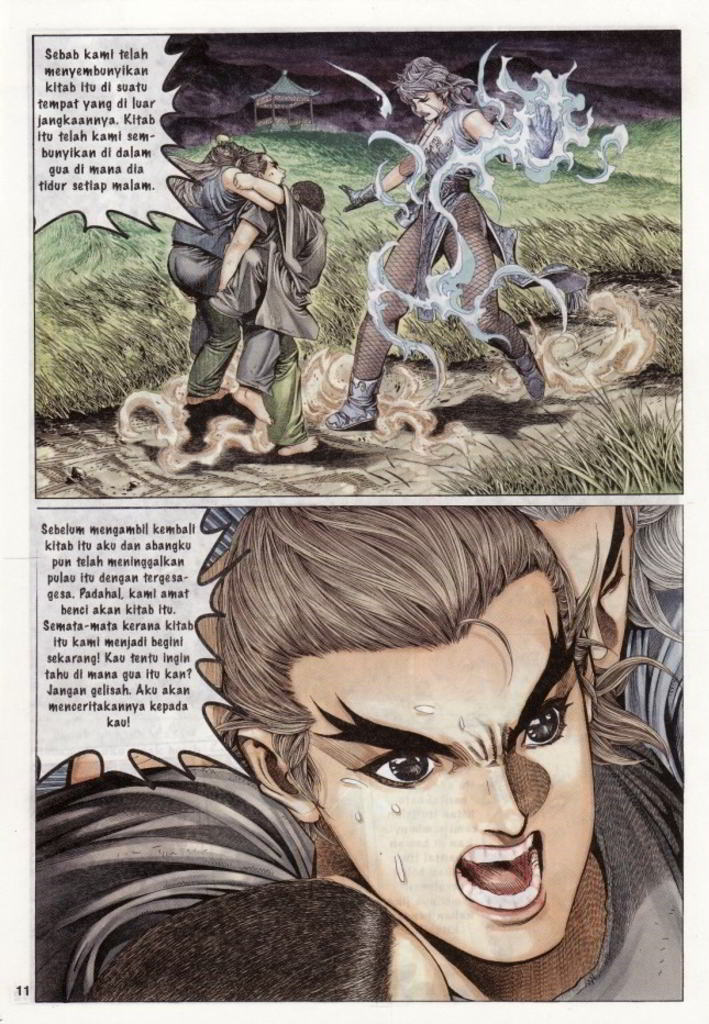 Sebab kami telah
menyembunyikan
kitab itu di suatu
tempat yang di luar
jangkaannya. Kitab
itu telah kami sem-
bunyikan di dalam
gua di mana dia
tidur setiap malam.
Sebelum mengambil kembali
kitab itu aku dan abangku
pun telah meninggalkan
pulau itu dengan tergesa-
gesa. Padahal, kami amat
benci akan kitab itu.
Semata-mata kerana kitab
itu kami menjadi begini
sekarang! Kau tentu ingin
tahu di mana gua itu kan?
Jangan gelisah. Aku akan
menceritakannya kepada
kau!
11